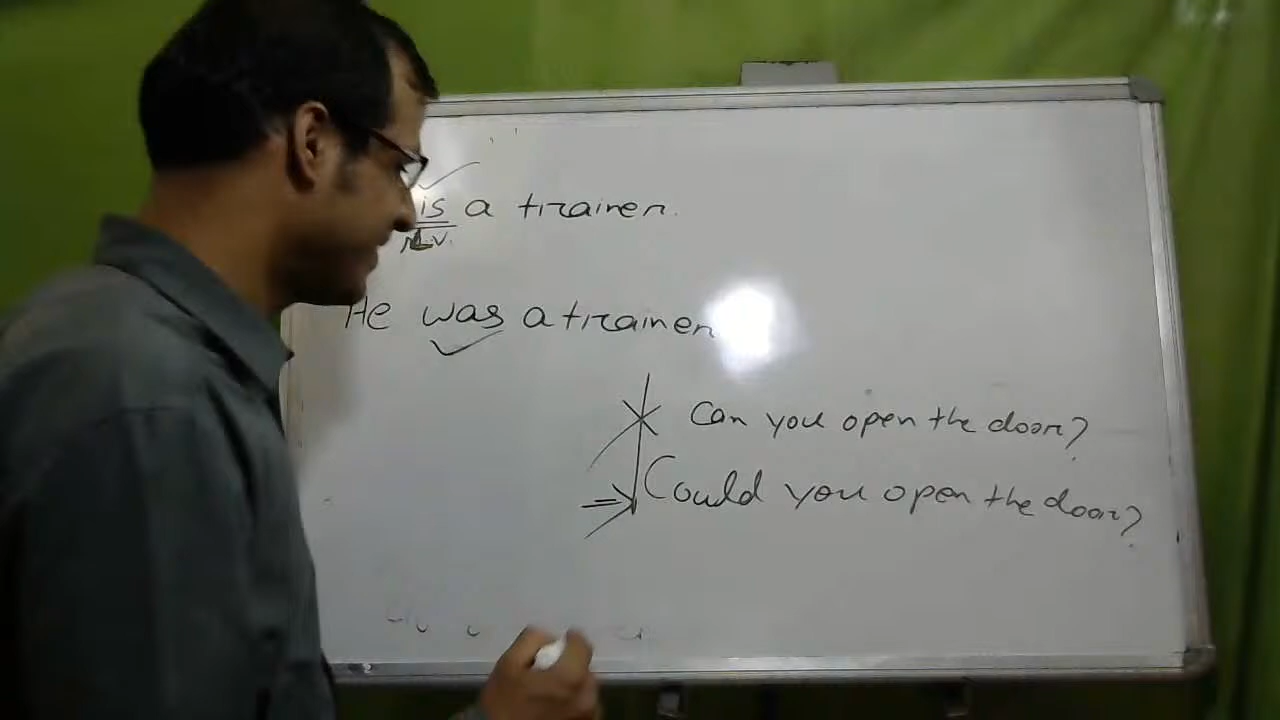 is a trainer.
M.V.
He was a trainer
Can you open the door?
Could you open the door?